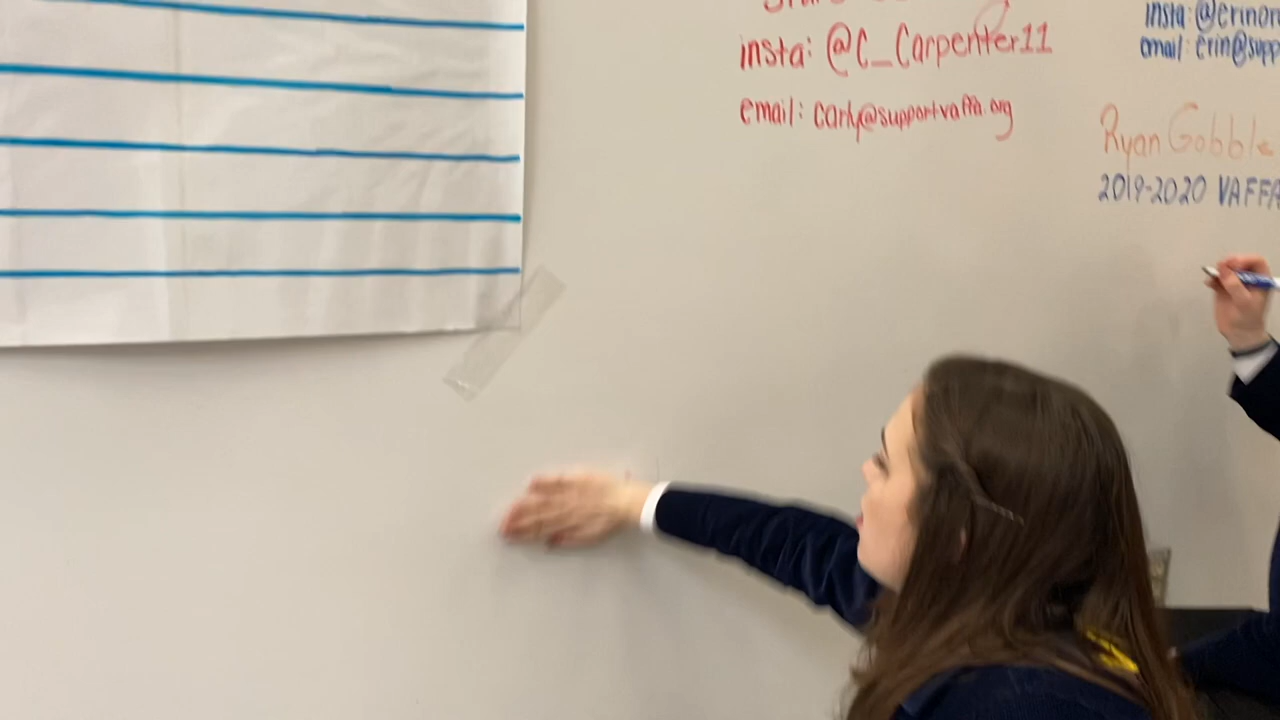 insta: @C_Carpenter11
email: carly@supportvaffa.org
insta: @erinor
email: erin@supp
Ryan Gobble
2019-2020 VAFFA